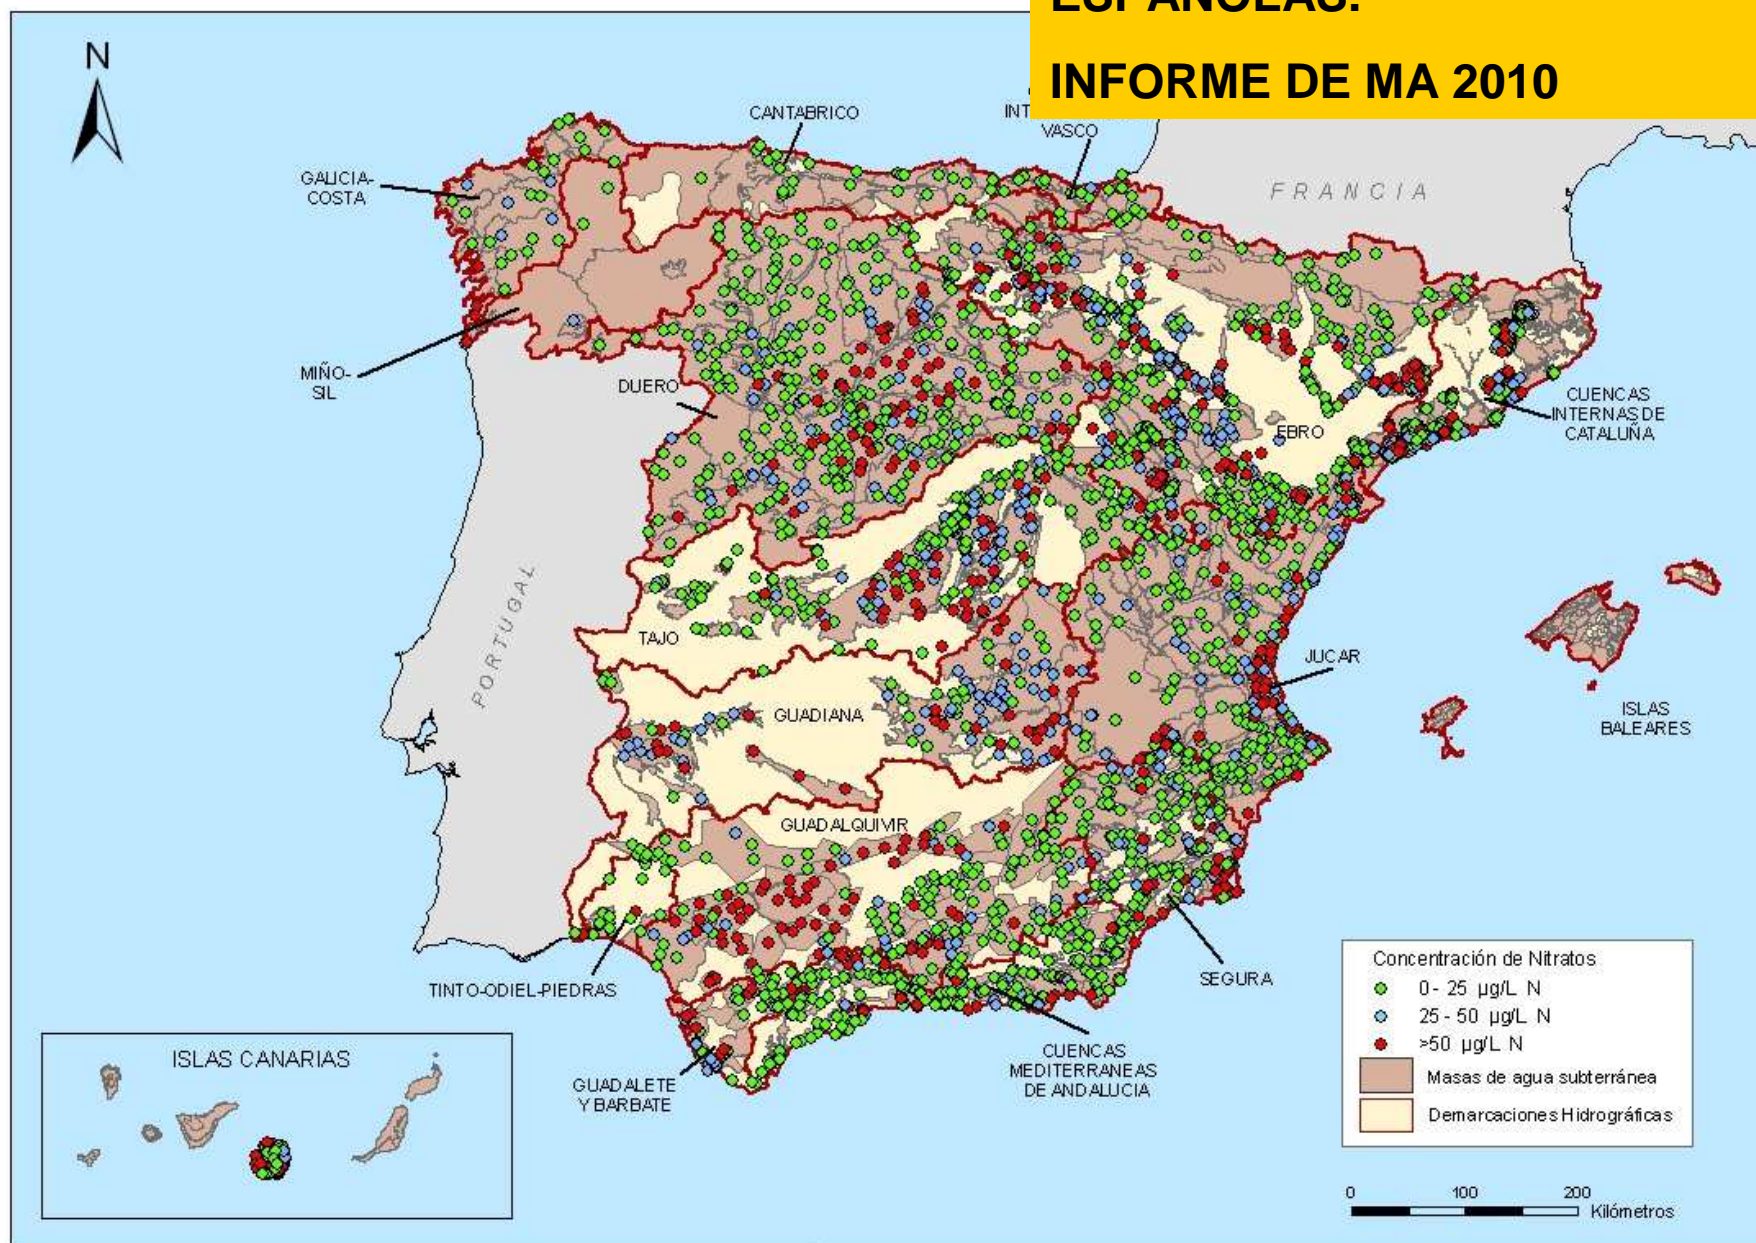 ESPAÑOLAS.
INFORME DE MA 2010
N
CANTABRICO
INT
VASCO
GALICIA-
COSTA
FRANCIA
MIÑO-
SIL
DUERO
CUENCAS
INTERNAS DE
CATALUÑA
EBRO
PORTUGAL
TAJO
JUCAR
GUADIANA
ISLAS
BALEARES
GUADALQUIVIR
SEGURA
TINTO-ODIEL-PIEDRAS
CUENCAS
MEDITERRANEAS
DE ANDALUCIA
GUADALETE
Y BARBATE
ISLAS CANARIAS
Concentración de Nitratos
0 - 25 µg/L N
25 - 50 µg/L N
>50 µg/L N
Masas de agua subterránea
Demarcaciones Hidrográficas
0 100 200
Kilómetros